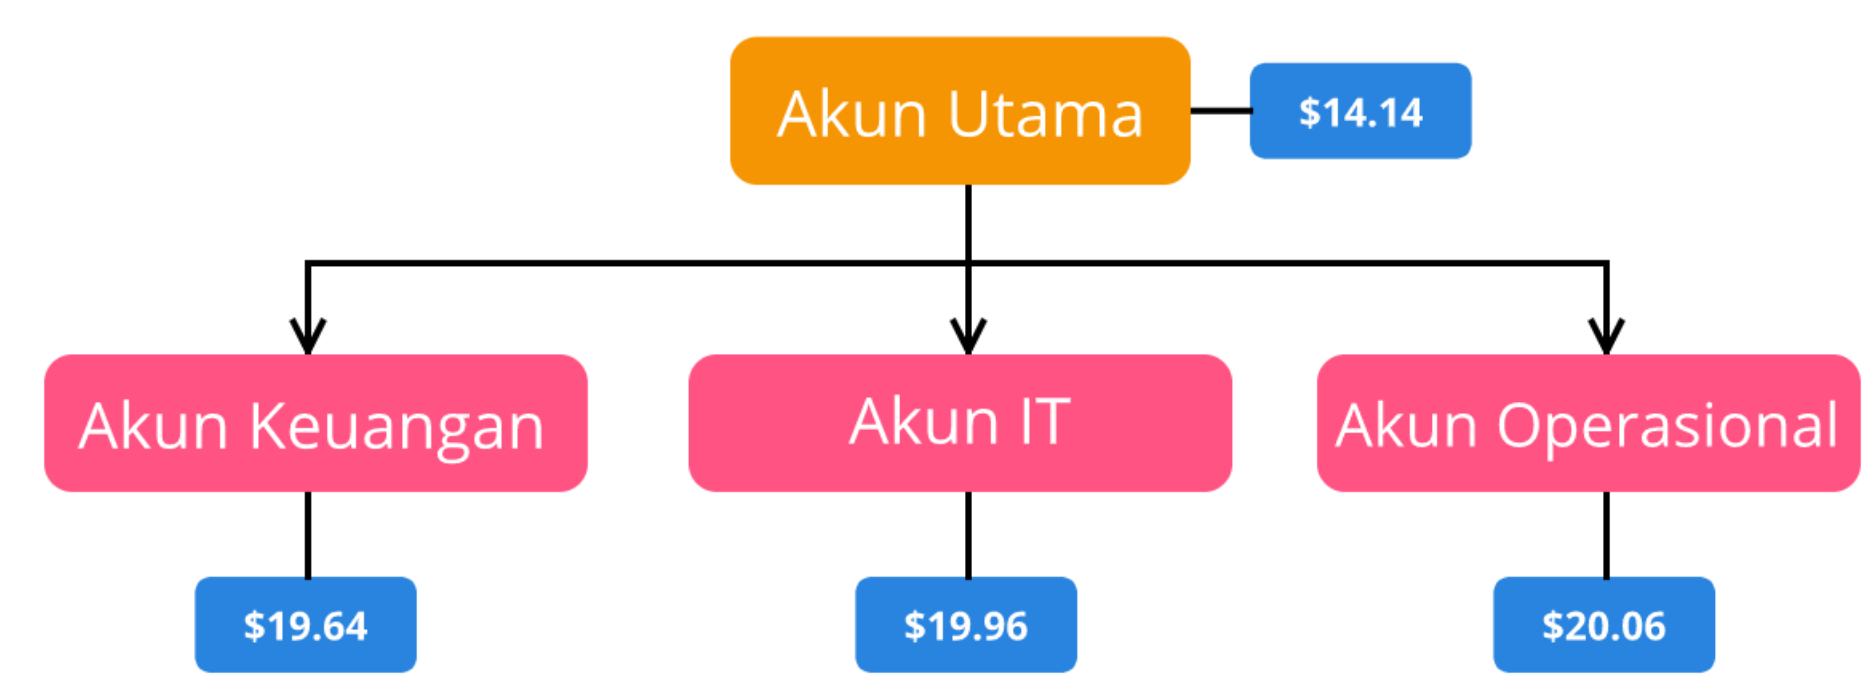 Akun Utama
$14.14
Akun Keuangan
Akun IT
Akun Operasional
$19.64
$19.96
$20.06